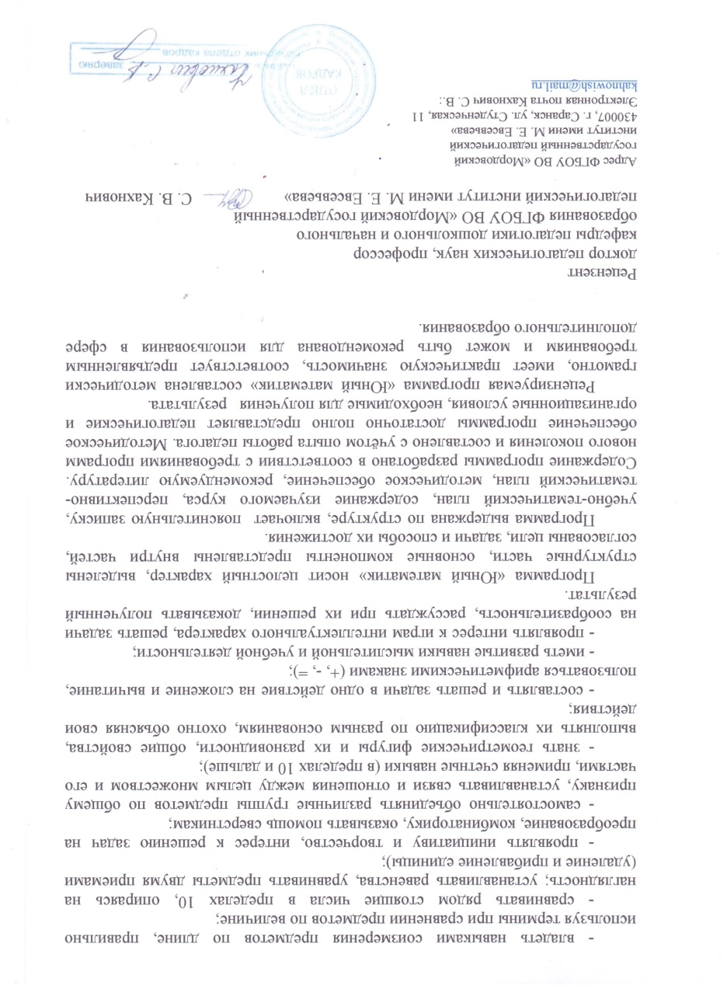 - владеть навыками соизмерения предметов по длине, правильно
используя термины при сравнении предметов по величине;
- сравнивать рядом стоящие числа в пределах 10, опираясь на
наглядность; устанавливать равенства, уравнивать предметы двумя приемами
(удаление и прибавление единицы);
- проявлять инициативу и творчество, интерес к решению задач на
преобразование, комбинаторику, оказывать помощь сверстникам;
- самостоятельно объединять различные группы предметов по общему
признаку, устанавливать связи и отношения между целым множеством и его
частями, применяя счетные навыки (в пределах 10 и дальше);
- знать геометрические фигуры и их разновидности, общие свойства,
выполнять их классификацию по разным основаниям, охотно объясняя свои
действия;
- составлять и решать задачи в одно действие на сложение и вычитание,
пользоваться арифметическими знаками (+, -, =);
- иметь развитые навыки мыслительной и учебной деятельности;
- проявлять интерес к играм интеллектуального характера, решать задачи
на сообразительность, рассуждать при их решении, доказывать полученный
результат.
Программа «Юный математик» носит целостный характер, выделены
структурные части, основные компоненты представлены внутри частей,
согласованы цели, задачи и способы их достижения.
Программа выдержана по структуре, включает пояснительную записку,
учебно-тематический план, содержание изучаемого курса, перспективно-
тематический план, методическое обеспечение, рекомендуемую литературу.
Содержание программы разработано в соответствии с требованиями программ
нового поколения и составлено с учётом опыта работы педагога. Методическое
обеспечение программы достаточно полно представляет педагогические и
организационные условия, необходимые для получения результата.
Рецензируемая программа «Юный математик» составлена методически
грамотно, имеет практическую значимость, соответствует предъявленным
требованиям и может быть рекомендована для использования в сфере
дополнительного образования.
Рецензент
доктор педагогических наук, профессор
кафедры педагогики дошкольного и начального
образования ФГБОУ ВО «Мордовский государственный
педагогический институт имени М. Е. Евсевьева» С. В. Кахнович
Адрес ФГБОУ ВО «Мордовский
государственный педагогический
институт имени М. Е. Евсевьева»
430007, г. Саранск, ул. Студенческая, 11
Электронная почта Кахнович С. В.:
kahnowish@mail.ru
ОТДЕЛ
КАДРОВ
заверяю
отдела кадров